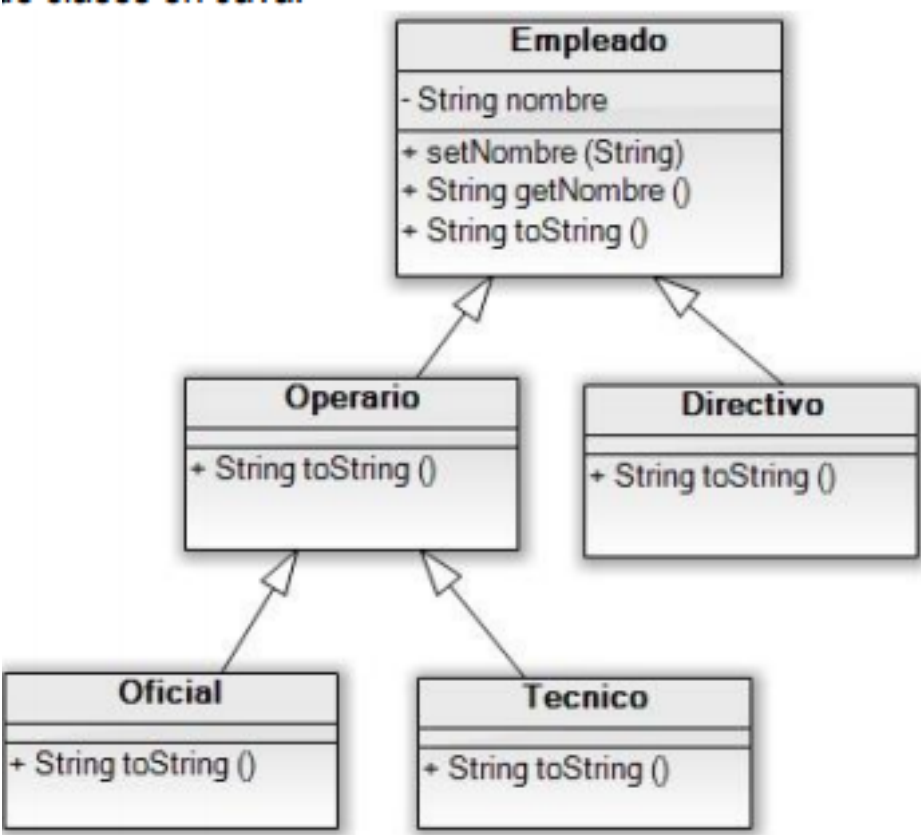 Empleado
- String nombre
+ setNombre (String)
+ String getNombre ()
+ String toString ()
Operario
+ String toString ()
Directivo
+ String toString ()
Oficial
+ String toString ()
Tecnico
+ String toString ()